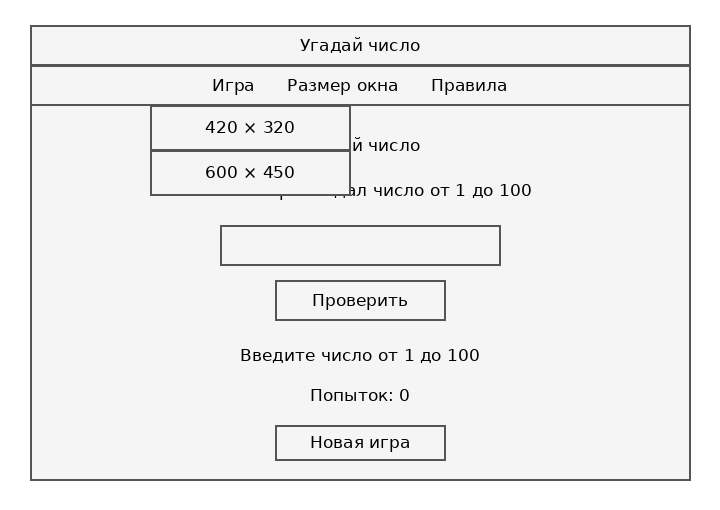 Угадай число
Игра Размер окна Правила
420 × 320
й число
600 × 450
ал число от 1 до 100
Проверить
Введите число от 1 до 100
Попыток: 0
Новая игра